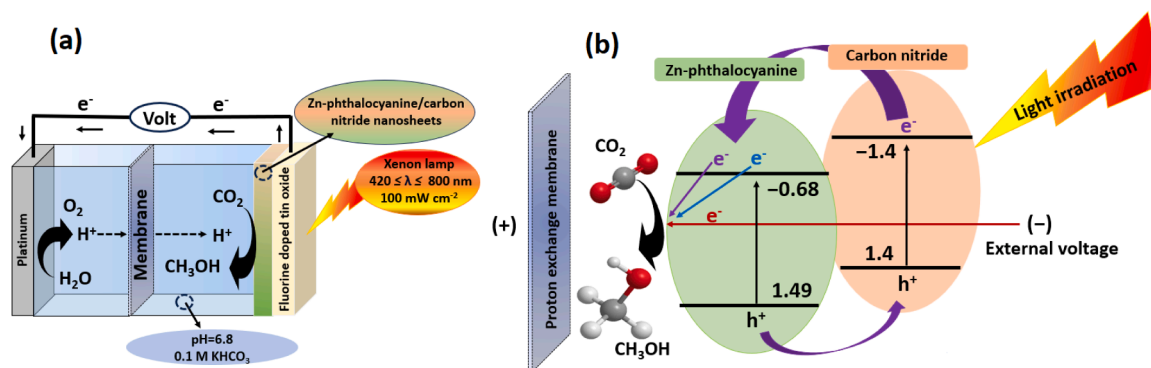 (a)
e⁻
Volt
e⁻
Zn-phthalocyanine/carbon
nitride nanosheets
Xenon lamp
420 ≤ λ ≤ 800 nm
100 mW cm⁻²
Platinum
O₂
H⁺
H₂O
Membrane
H⁺
CO₂
CH₃OH
Fluorine doped tin oxide
pH=6.8
0.1 M KHCO₃
(b)
Zn-phthalocyanine
Carbon nitride
Light irradiation
(+)
Proton exchange membrane
CO₂
CH₃OH
e⁻
e⁻
e⁻
e⁻
−1.4
−0.68
(−)
External voltage
1.4
h⁺
1.49
h⁺